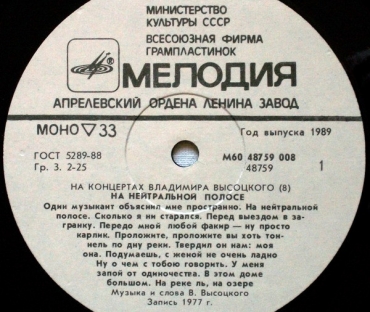 МИНИСТЕРСТВО
КУЛЬТУРЫ СССР
ВСЕСОЮЗНАЯ ФИРМА
ГРАМПЛАСТИНОК
МЕЛОДИЯ
АПРЕЛЕВСКИЙ ОРДЕНА ЛЕНИНА ЗАВОД
МОНО ▽ 33 Год выпуска 1989
ГОСТ 5289-88 М60 48759 008
Гр. 3. 2-25 48759 1
НА КОНЦЕРТАХ ВЛАДИМИРА ВЫСОЦКОГО (8)
НА НЕЙТРАЛЬНОЙ ПОЛОСЕ
Один музыкант объяснил мне пространно. На нейтральной
полосе. Сколько я ни старался. Перед выездом в за-
гранку. Передо мной любой факир — ну просто
карлик. Проложите, проложите вы хоть тон-
нель по дну реки. Твердил он нам: моя
она. Подумаешь, с женой не очень ладно
Ну о чем с тобою говорить. У меня
запой от одиночества. В этом доме
большом. На реке ль, на озере
Музыка и слова В. Высоцкого
Запись 1977 г.